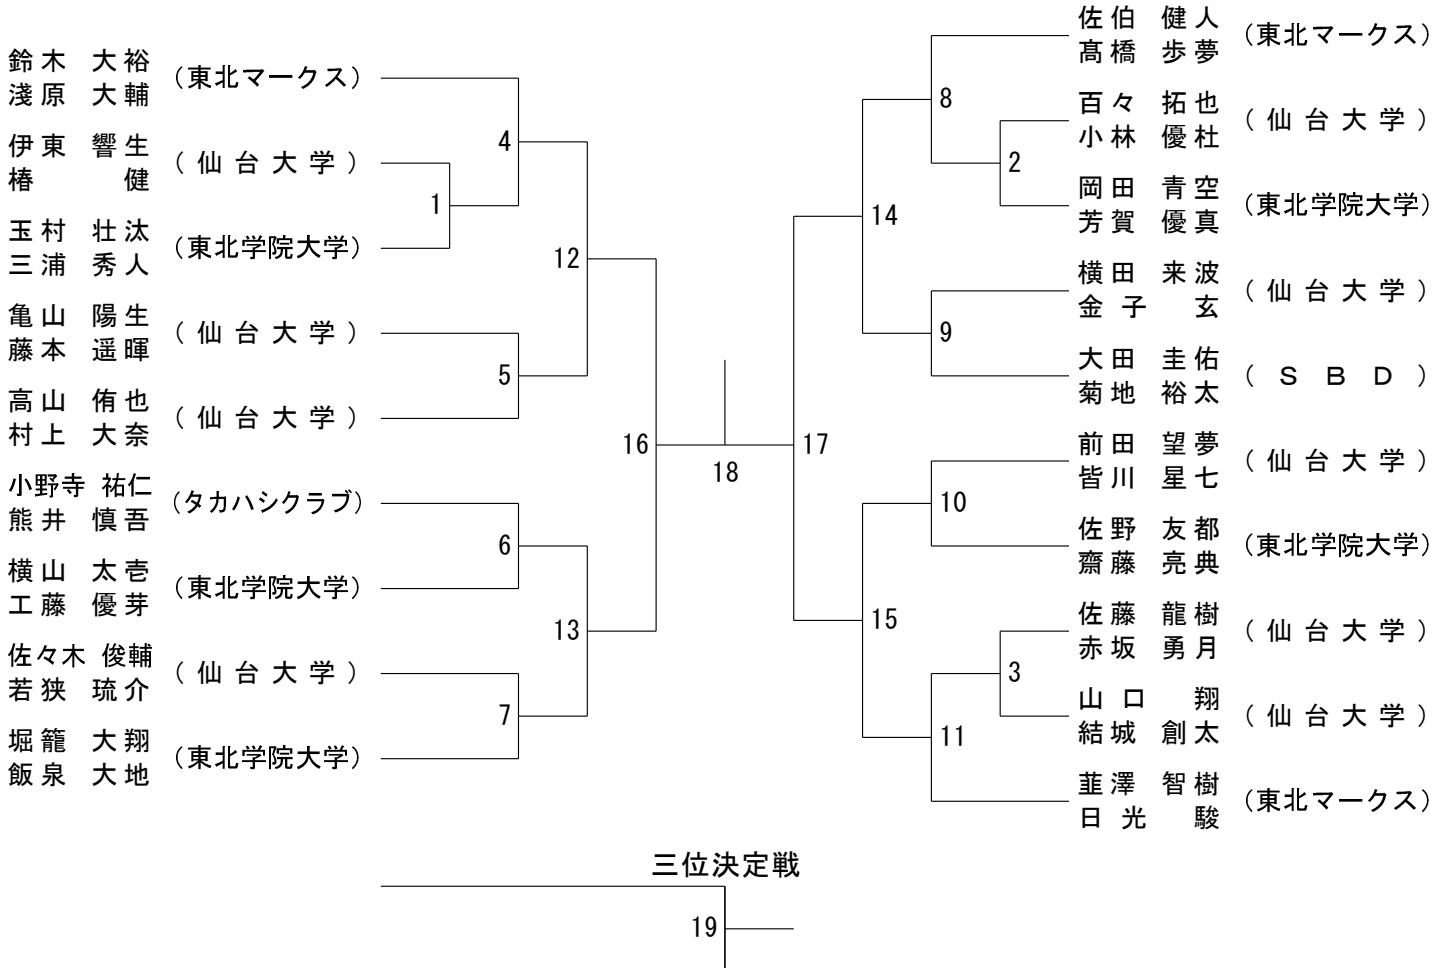 鈴木 大裕
淺原 大輔
(東北マークス)
伊東 響生
椿 健
(仙台大学)
玉村 壮汰
三浦 秀人
(東北学院大学)
亀山 陽生
藤本 遥暉
(仙台大学)
高山 侑也
村上 大奈
(仙台大学)
小野寺 祐仁
熊井 慎吾
(タカハシクラブ)
横山 太壱
工藤 優芽
(東北学院大学)
佐々木 俊輔
若狭 琉介
(仙台大学)
堀籠 大翔
飯泉 大地
(東北学院大学)
4
1
12
5
16
6
13
7
18
17
14
8
2
9
10
15
3
11
佐伯 健人
髙橋 歩夢
(東北マークス)
百々 拓也
小林 優杜
(仙台大学)
岡田 青空
芳賀 優真
(東北学院大学)
横田 来波
金子 玄
(仙台大学)
大田 圭佑
菊地 裕太
(SBD)
前田 望夢
皆川 星七
(仙台大学)
佐野 友都
齋藤 亮典
(東北学院大学)
佐藤 龍樹
赤坂 勇月
(仙台大学)
山口 翔
結城 創太
(仙台大学)
韮澤 智樹
日光 駿
(東北マークス)
三位決定戦
19